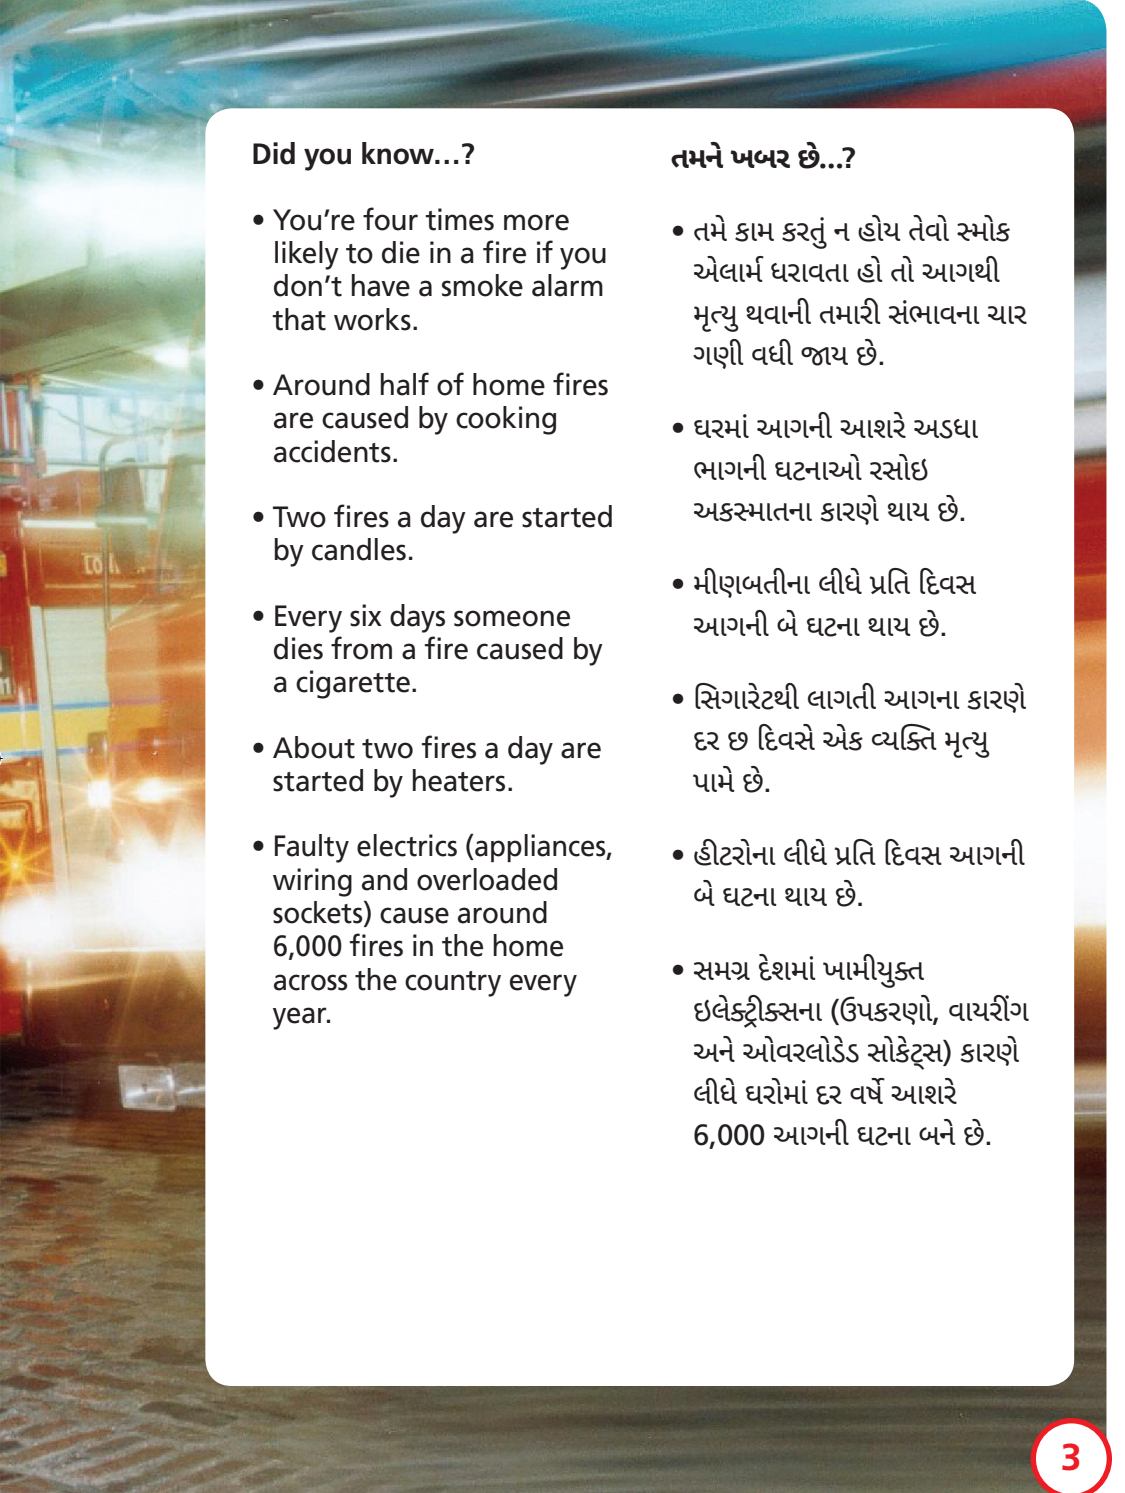 Did you know...?
• You're four times more
likely to die in a fire if you
don't have a smoke alarm
that works.
• Around half of home fires
are caused by cooking
accidents.
• Two fires a day are started
by candles.
• Every six days someone
dies from a fire caused by
a cigarette.
• About two fires a day are
started by heaters.
• Faulty electrics (appliances,
wiring and overloaded
sockets) cause around
6,000 fires in the home
across the country every
year.
તમને ખબર છે...?
• તમે કામ કરતું ન હોય તેવો સ્મોક
એલાર્મ ધરાવતા હો તો આગથી
મૃત્યુ થવાની તમારી સંભાવના ચાર
ગણી વધી જાય છે.
• ઘરમાં આગની આશરે અડધા
ભાગની ઘટનાઓ રસોઇ
અકસ્માતના કારણે થાય છે.
• મીણબતીના લીધે પ્રતિ દિવસ
આગની બે ઘટના થાય છે.
• સિગારેટથી લાગતી આગના કારણે
દર છ દિવસે એક વ્યક્તિ મૃત્યુ
પામે છે.
• હીટરોના લીધે પ્રતિ દિવસ આગની
બે ઘટના થાય છે.
• સમગ્ર દેશમાં ખામીયુક્ત
ઇલેક્ટ્રીક્સના (ઉપકરણો, વાયરીંગ
અને ઓવરલોડેડ સોકેટ્સ) કારણે
લીધે ઘરોમાં દર વર્ષે આશરે
6,000 આગની ઘટના બને છે.
3